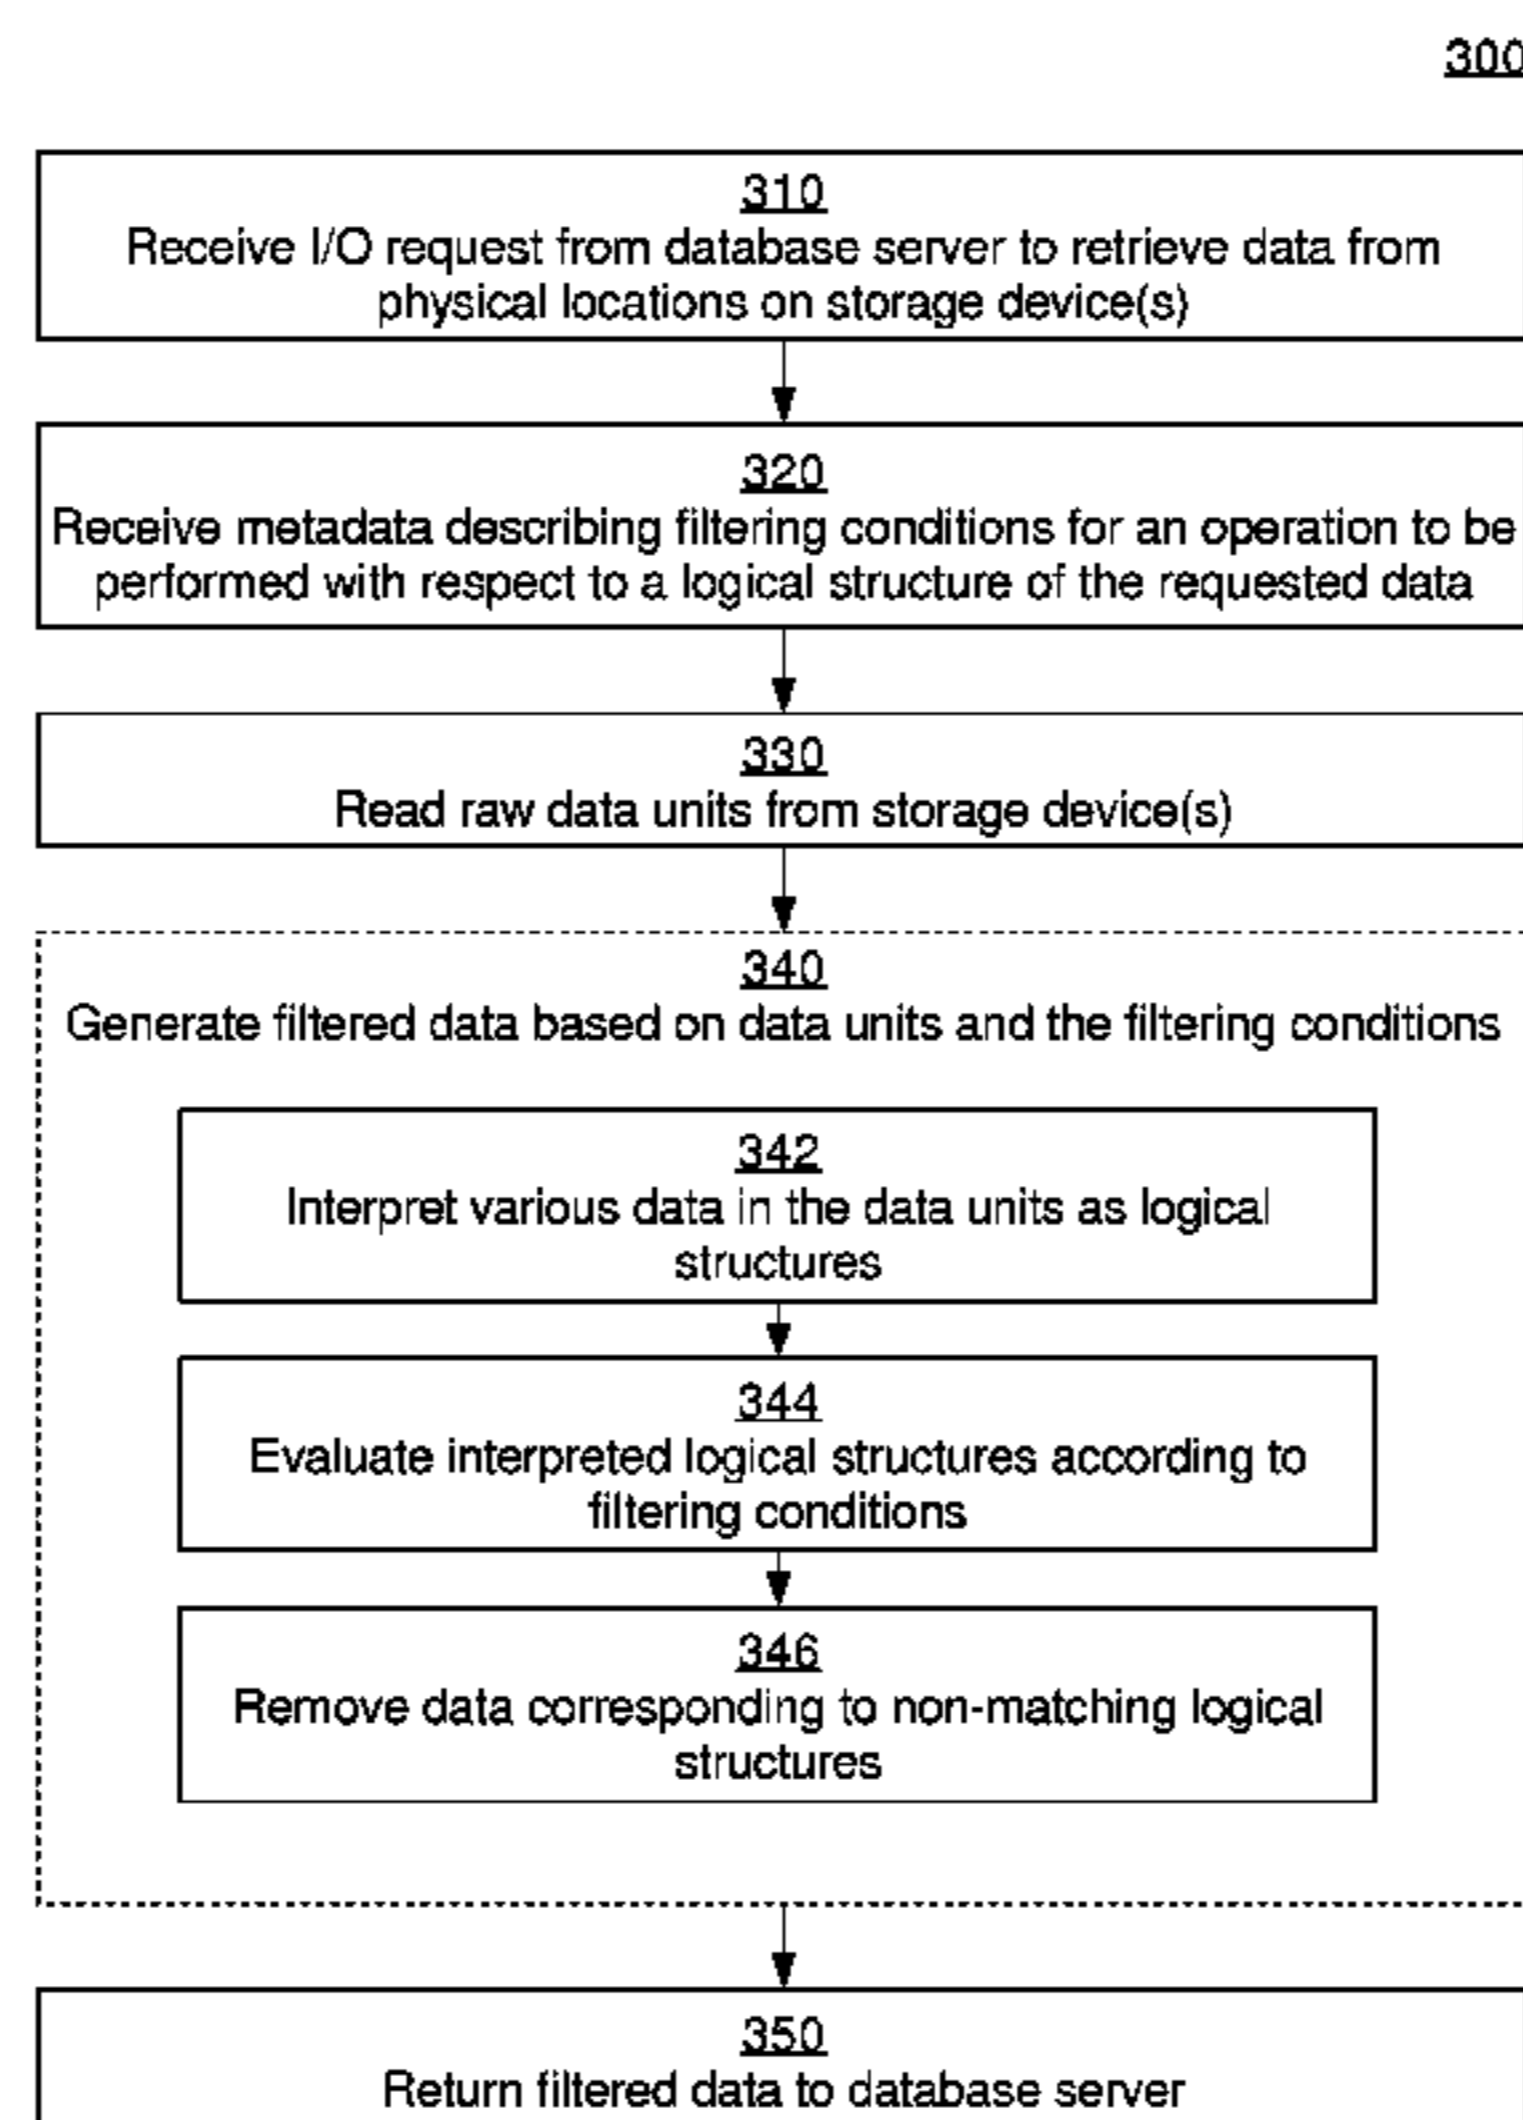 300
310
Receive I/O request from database server to retrieve data from
physical locations on storage device(s)
320
Receive metadata describing filtering conditions for an operation to be
performed with respect to a logical structure of the requested data
330
Read raw data units from storage device(s)
340
Generate filtered data based on data units and the filtering conditions
342
Interpret various data in the data units as logical
structures
344
Evaluate interpreted logical structures according to
filtering conditions
346
Remove data corresponding to non-matching logical
structures
350
Return filtered data to database server